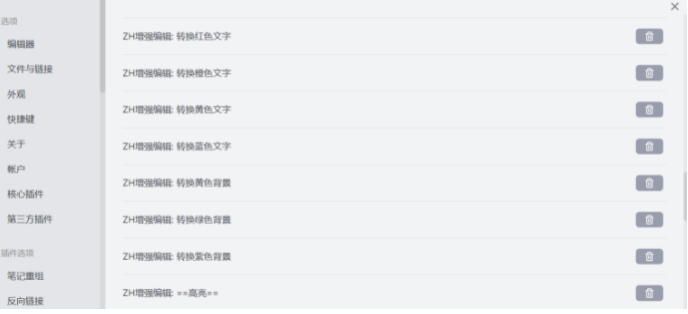 选项
编辑器
文件与链接
外观
快捷键
关于
帐户
核心插件
第三方插件
插件选项
笔记重组
反向链接
ZH增强编辑: 转换红色文字
ZH增强编辑: 转换橙色文字
ZH增强编辑: 转换黄色文字
ZH增强编辑: 转换蓝色文字
ZH增强编辑: 转换黄色背景
ZH增强编辑: 转换绿色背景
ZH增强编辑: 转换紫色背景
ZH增强编辑: ==高亮==